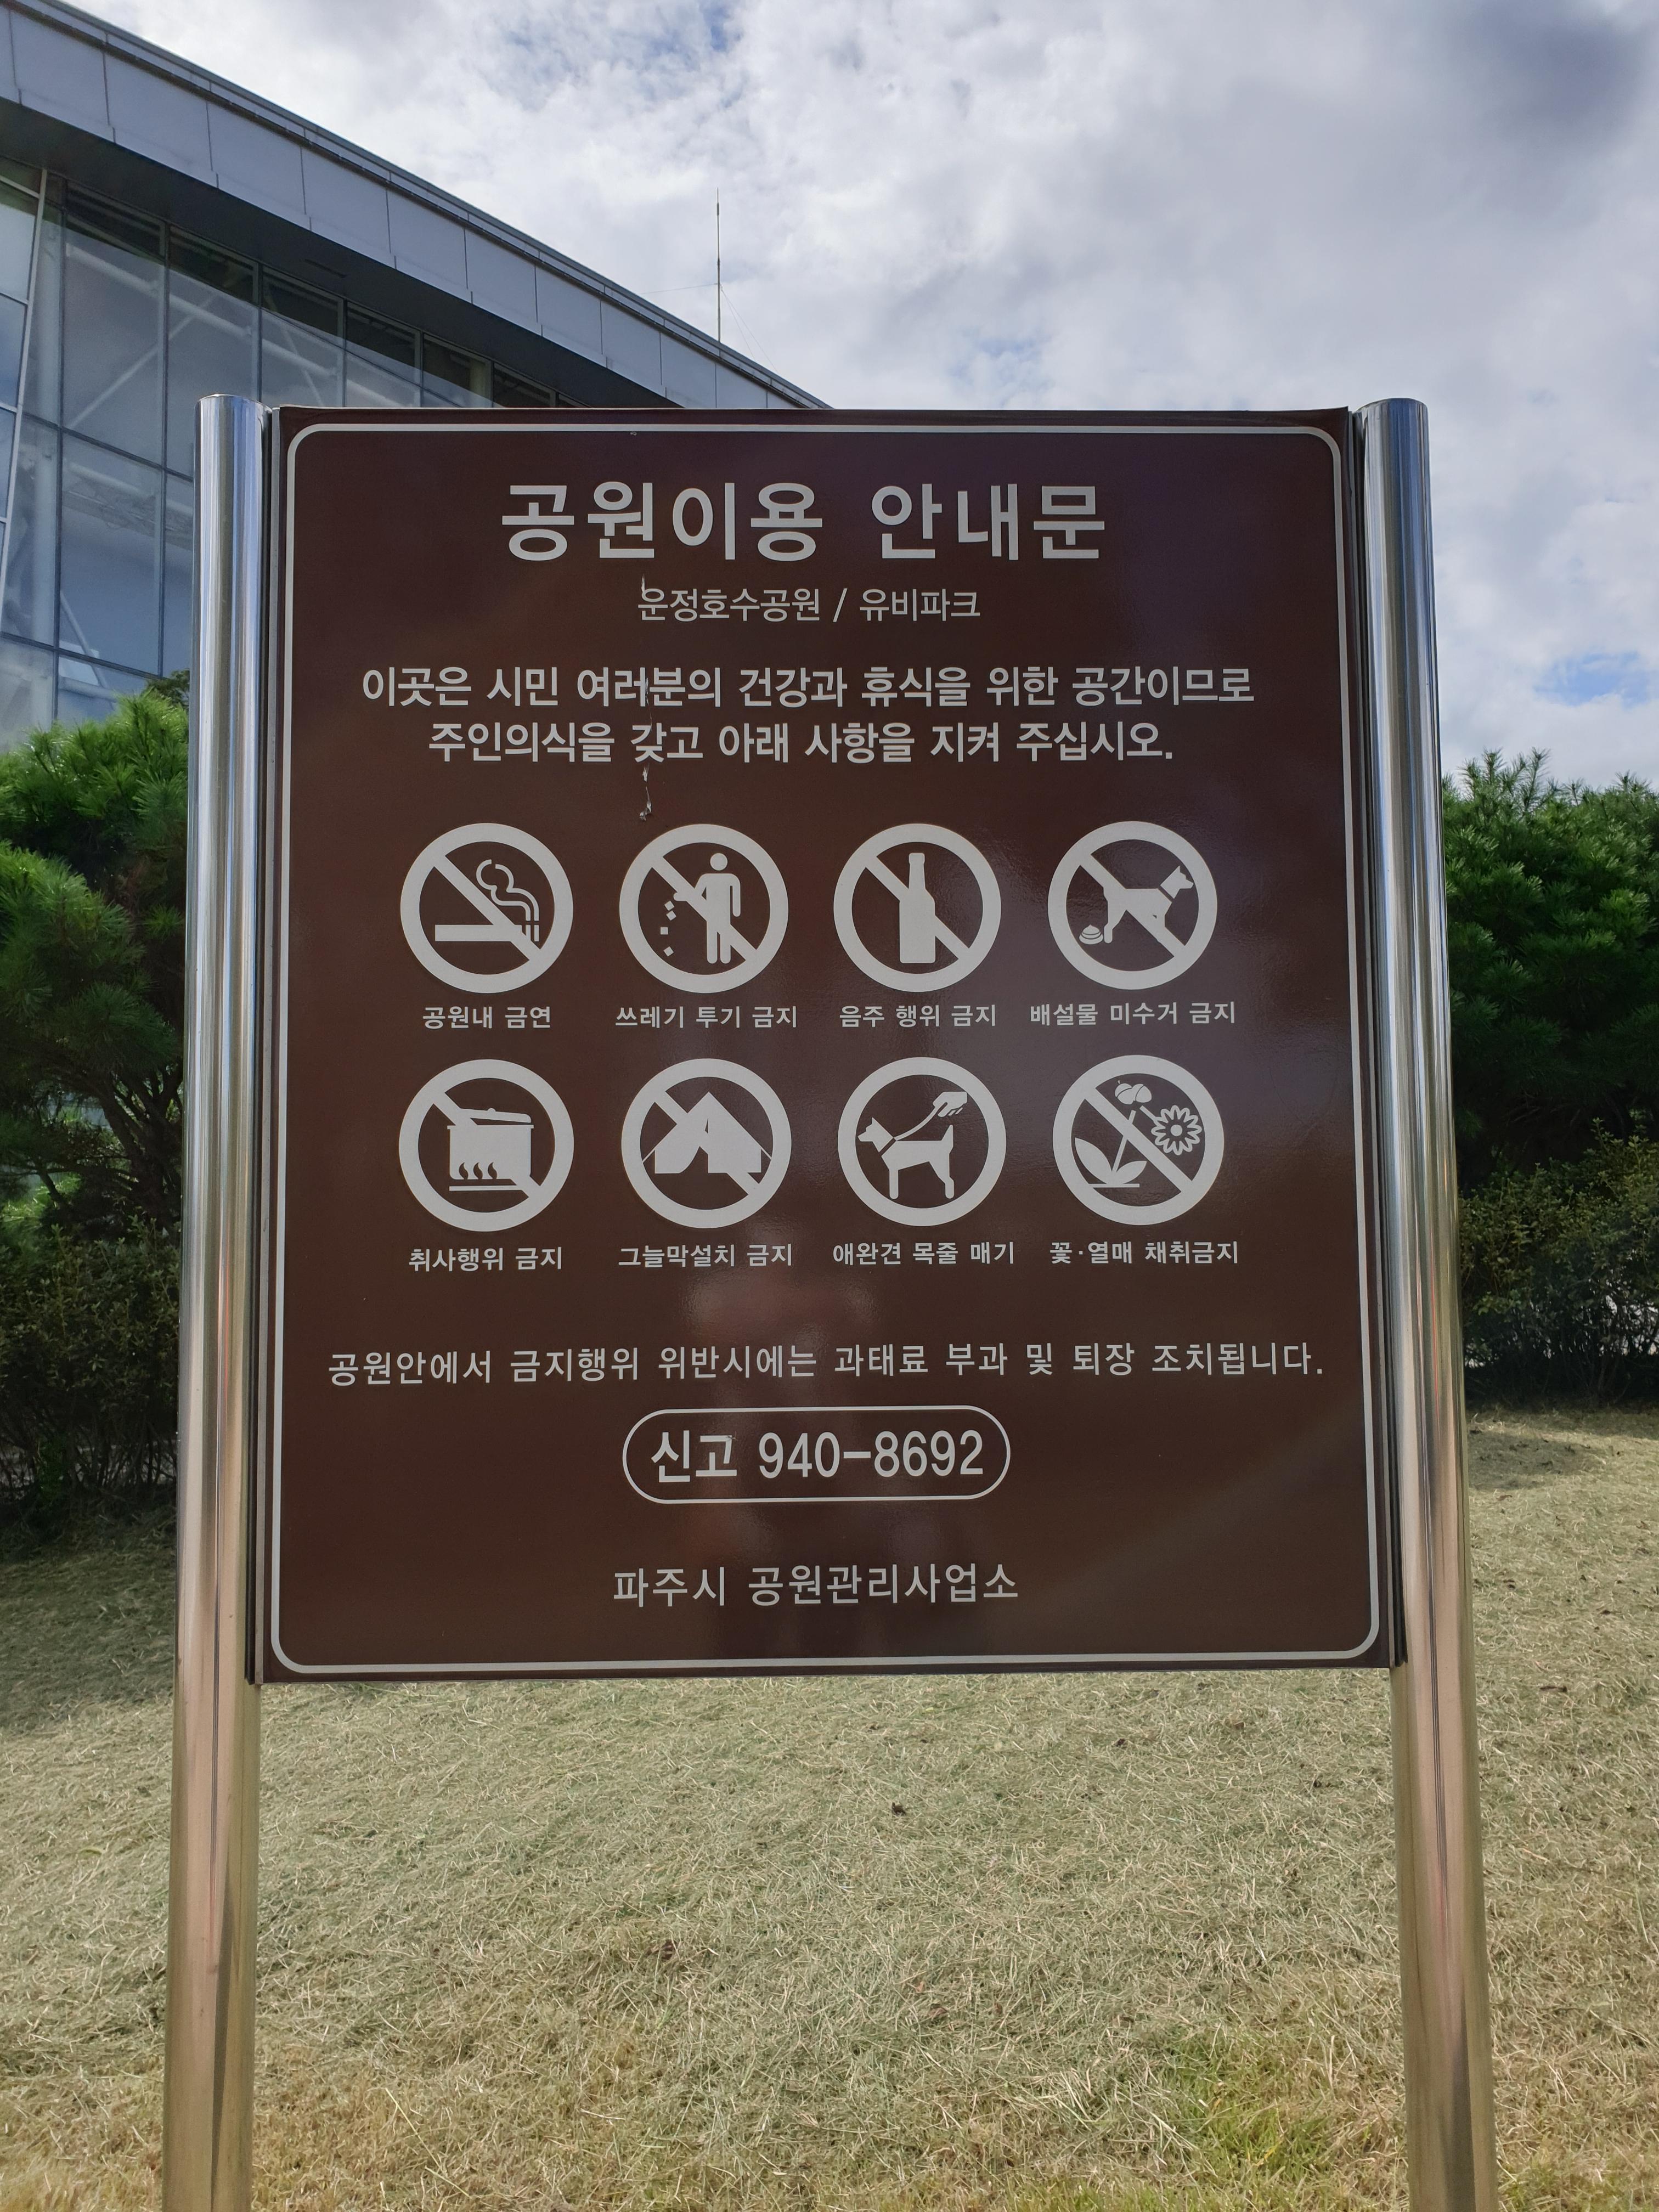 공원이용 안내문
운정호수공원 / 유비파크
이곳은 시민 여러분의 건강과 휴식을 위한 공간이므로
주인의식을 갖고 아래 사항을 지켜 주십시오.
공원내 금연 쓰레기 투기 금지 음주 행위 금지 배설물 미수거 금지
취사행위 금지 그늘막설치 금지 애완견 목줄 매기 꽃·열매 채취금지
공원안에서 금지행위 위반시에는 과태료 부과 및 퇴장 조치됩니다.
신고 940-8692
파주시 공원관리사업소